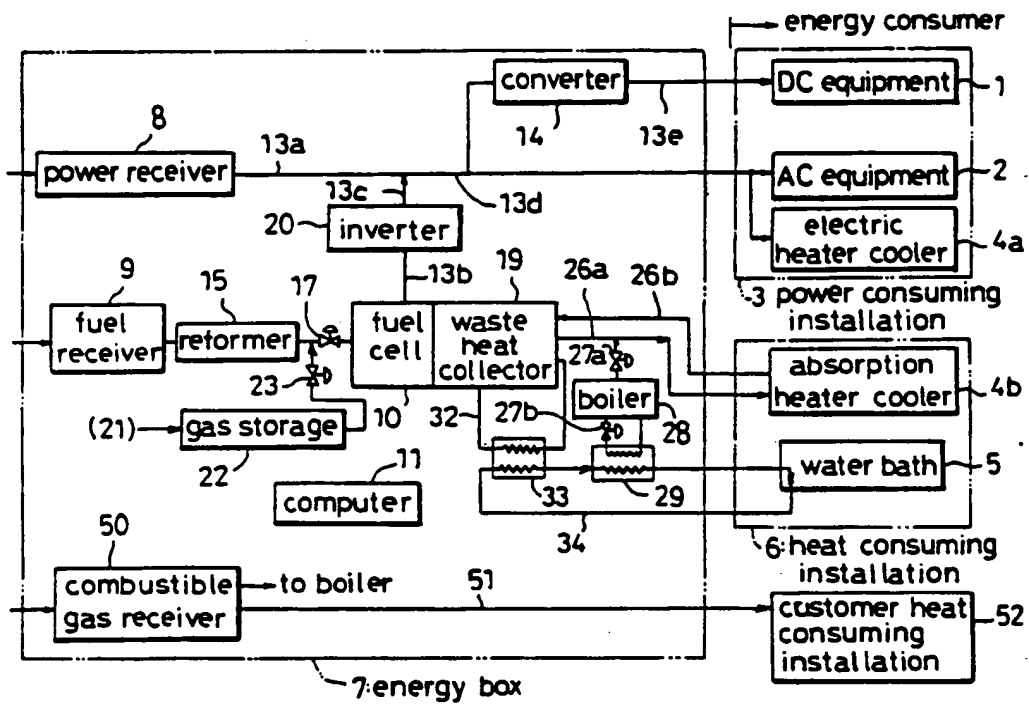 energy consumer
converter
DC equipment
1
14
13e
8
13a
power receiver
13c
13d
AC equipment
2
20
inverter
electric
heater cooler
4a
13b
19
26a
26b
3 power consuming
installation
9
15
17
fuel
receiver
reformer
fuel
cell
waste
heat
collector
27a
absorption
heater cooler
4b
23
10
32
27b
boiler
28
(21)
gas storage
22
11
computer
33
29
water bath
5
34
6:heat consuming
installation
50
combustible
gas receiver
to boiler
51
customer heat
consuming
installation
52
7:energy box